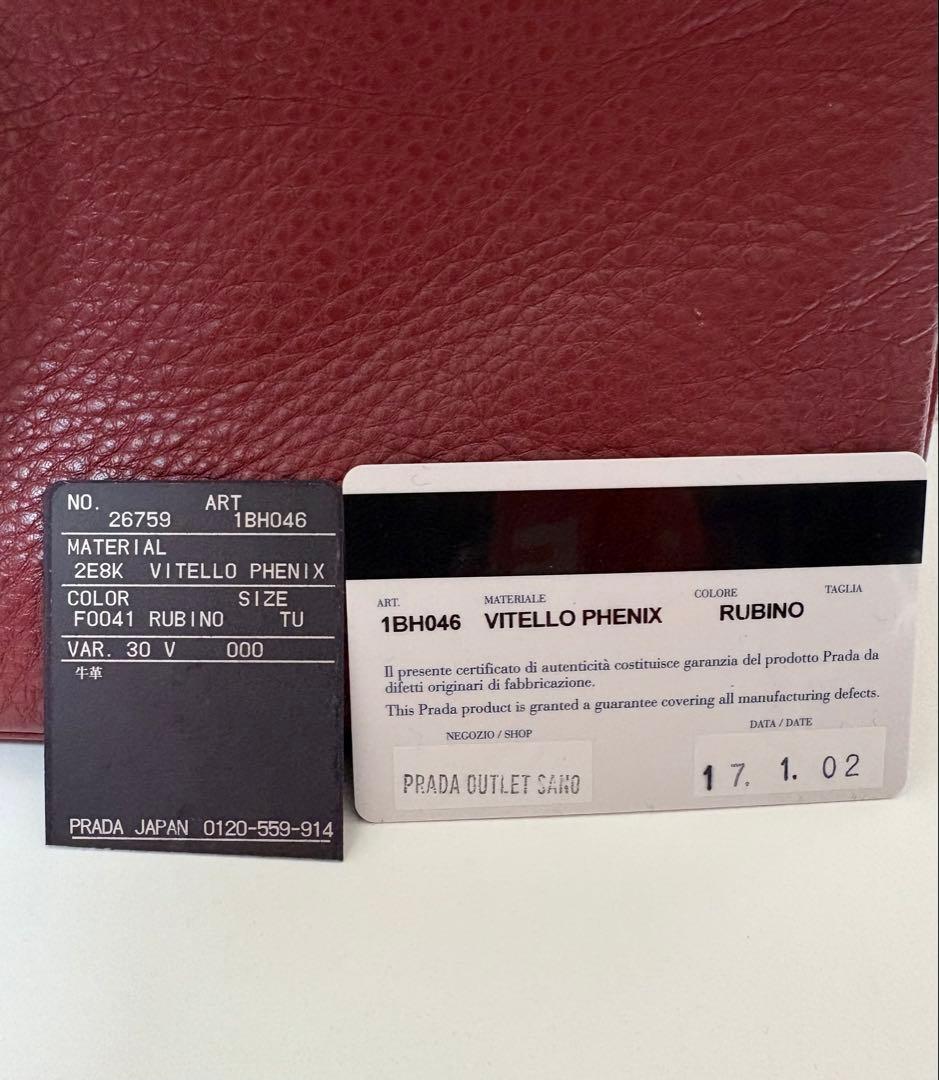 NO. ART
26759 1BH046
MATERIAL
2E8K VITELLO PHENIX
COLOR SIZE
F0041 RUBINO TU
VAR. 30 V 000
牛革
PRADA JAPAN 0120-559-914
ART. MATERIALE COLORE TAGLIA
1BH046 VITELLO PHENIX RUBINO
Il presente certificato di autenticità costituisce garanzia del prodotto Prada da
difetti originari di fabbricazione.
This Prada product is granted a guarantee covering all manufacturing defects.
NEGOZIO / SHOP DATA / DATE
PRADA OUTLET SANO 17. 1. 02